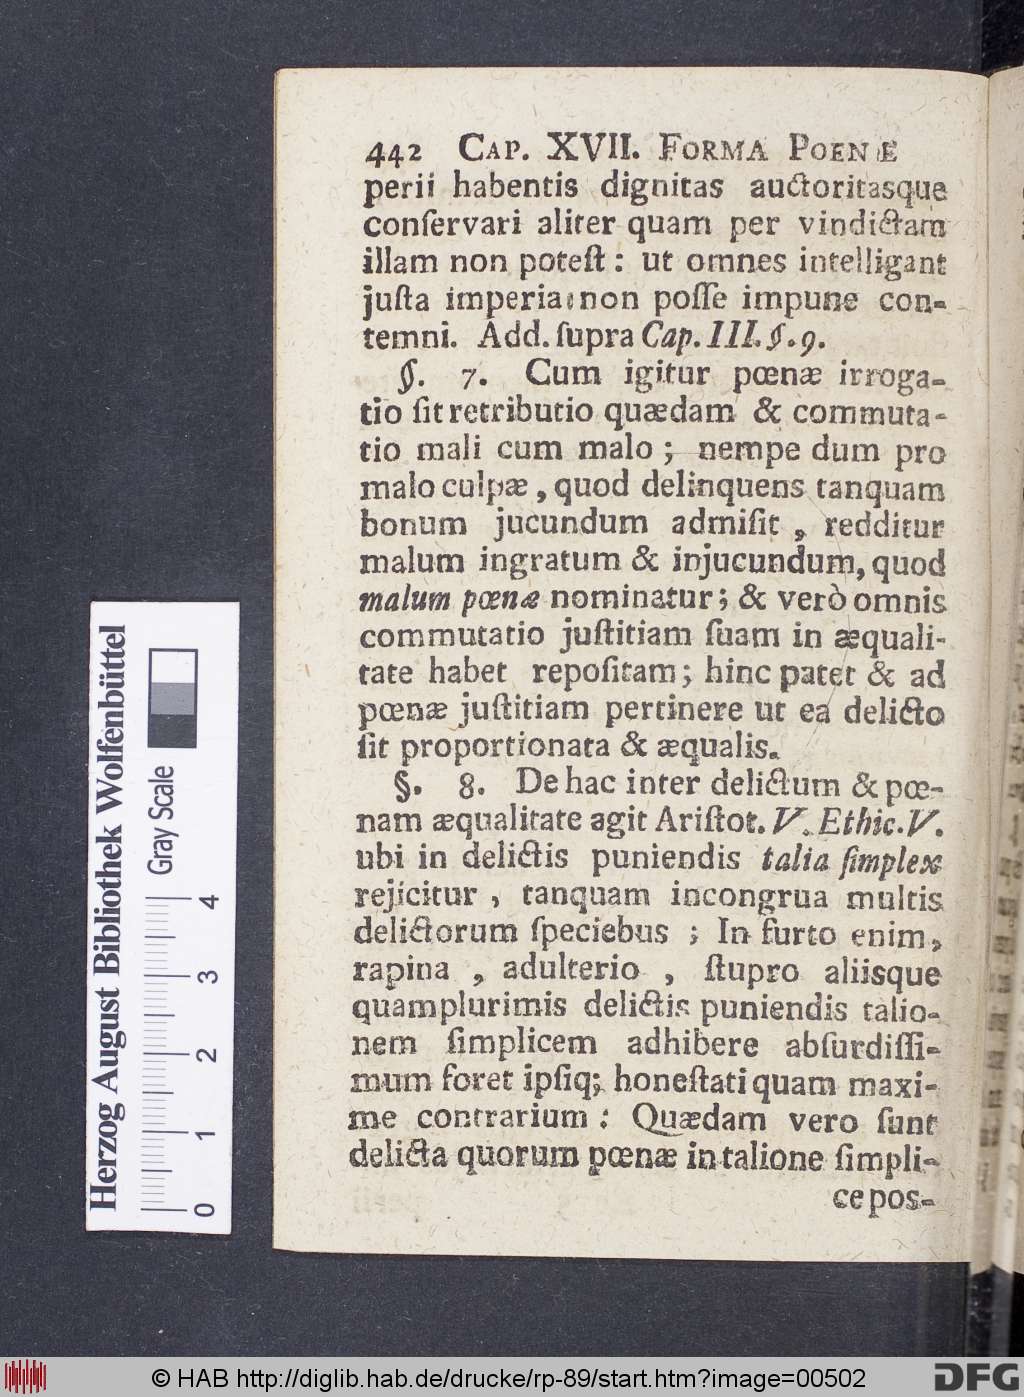 442 CAP. XVII. FORMA POENÆ
perii habentis dignitas auctoritasque
conſervari aliter quam per vindictam
illam non poteſt: ut omnes intelligant
juſta imperia non poſſe impune con-
temni. Add. ſupra Cap. III. §. 9.
§. 7. Cum igitur pœnæ irroga-
tio ſit retributio quædam & commuta-
tio mali cum malo; nempe dum pro
malo culpæ, quod delinquens tanquam
bonum jucundum admiſit, redditur
malum ingratum & injucundum, quod
malum pœnæ nominatur; & verò omnis
commutatio juſtitiam ſuam in æquali-
tate habet repoſitam; hinc patet & ad
pœnæ juſtitiam pertinere ut ea delicto
ſit proportionata & æqualis.
§. 8. De hac inter delictum & pœ-
nam æqualitate agit Ariſtot. V. Ethic. V.
ubi in delictis puniendis talia ſimplex
rejicitur, tanquam incongrua multis
delictorum ſpeciebus; In furto enim,
rapina, adulterio, ſtupro aliisque
quamplurimis delictis puniendis talio-
nem ſimplicem adhibere abſurdiſſi-
mum foret ipſiq; honeſtati quam maxi-
me contrarium: Quædam vero ſunt
delicta quorum pœnæ in talione ſimpli-
ce pos-
Herzog August Bibliothek Wolfenbüttel
Gray Scale
0 1 2 3 4
© HAB http://diglib.hab.de/drucke/rp-89/start.htm?image=00502
DFG